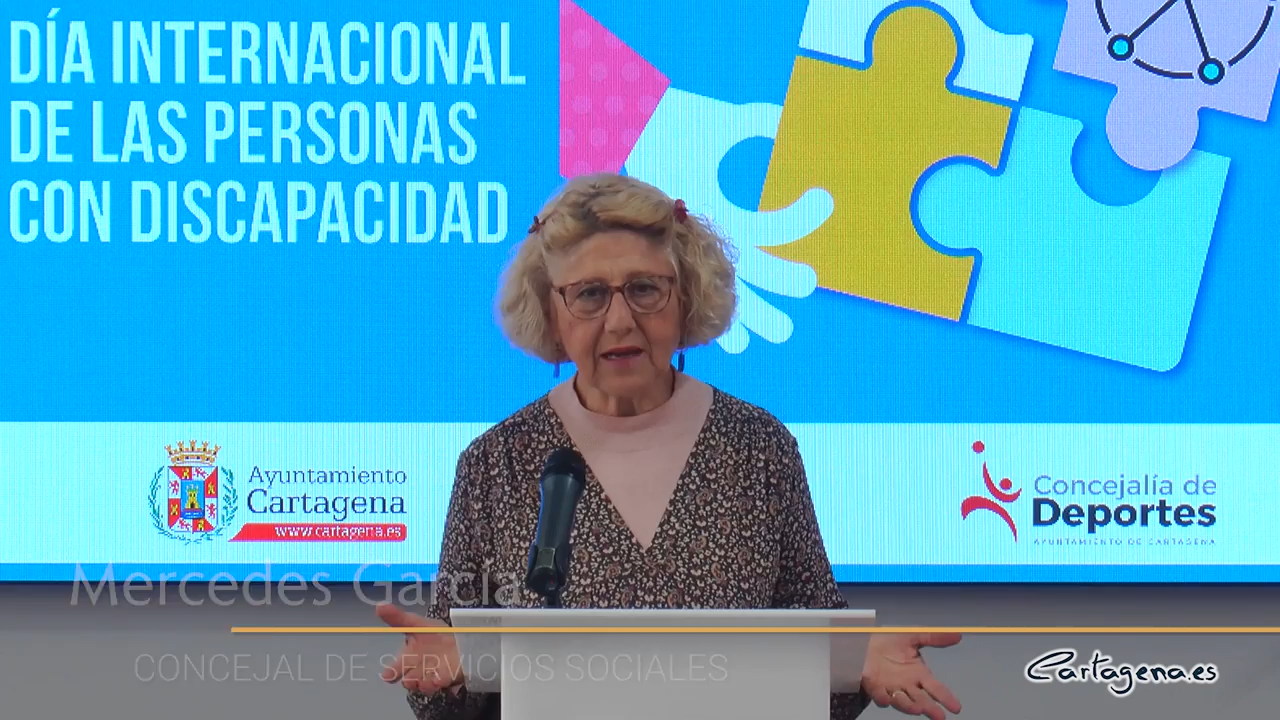 DÍA INTERNACIONAL
DE LAS PERSONAS
CON DISCAPACIDAD
Ayuntamiento
Cartagena
www.cartagena.es
Concejalía de
Deportes
AYUNTAMIENTO DE CARTAGENA
Mercedes García
CONCEJAL DE SERVICIOS SOCIALES
Cartagena.es